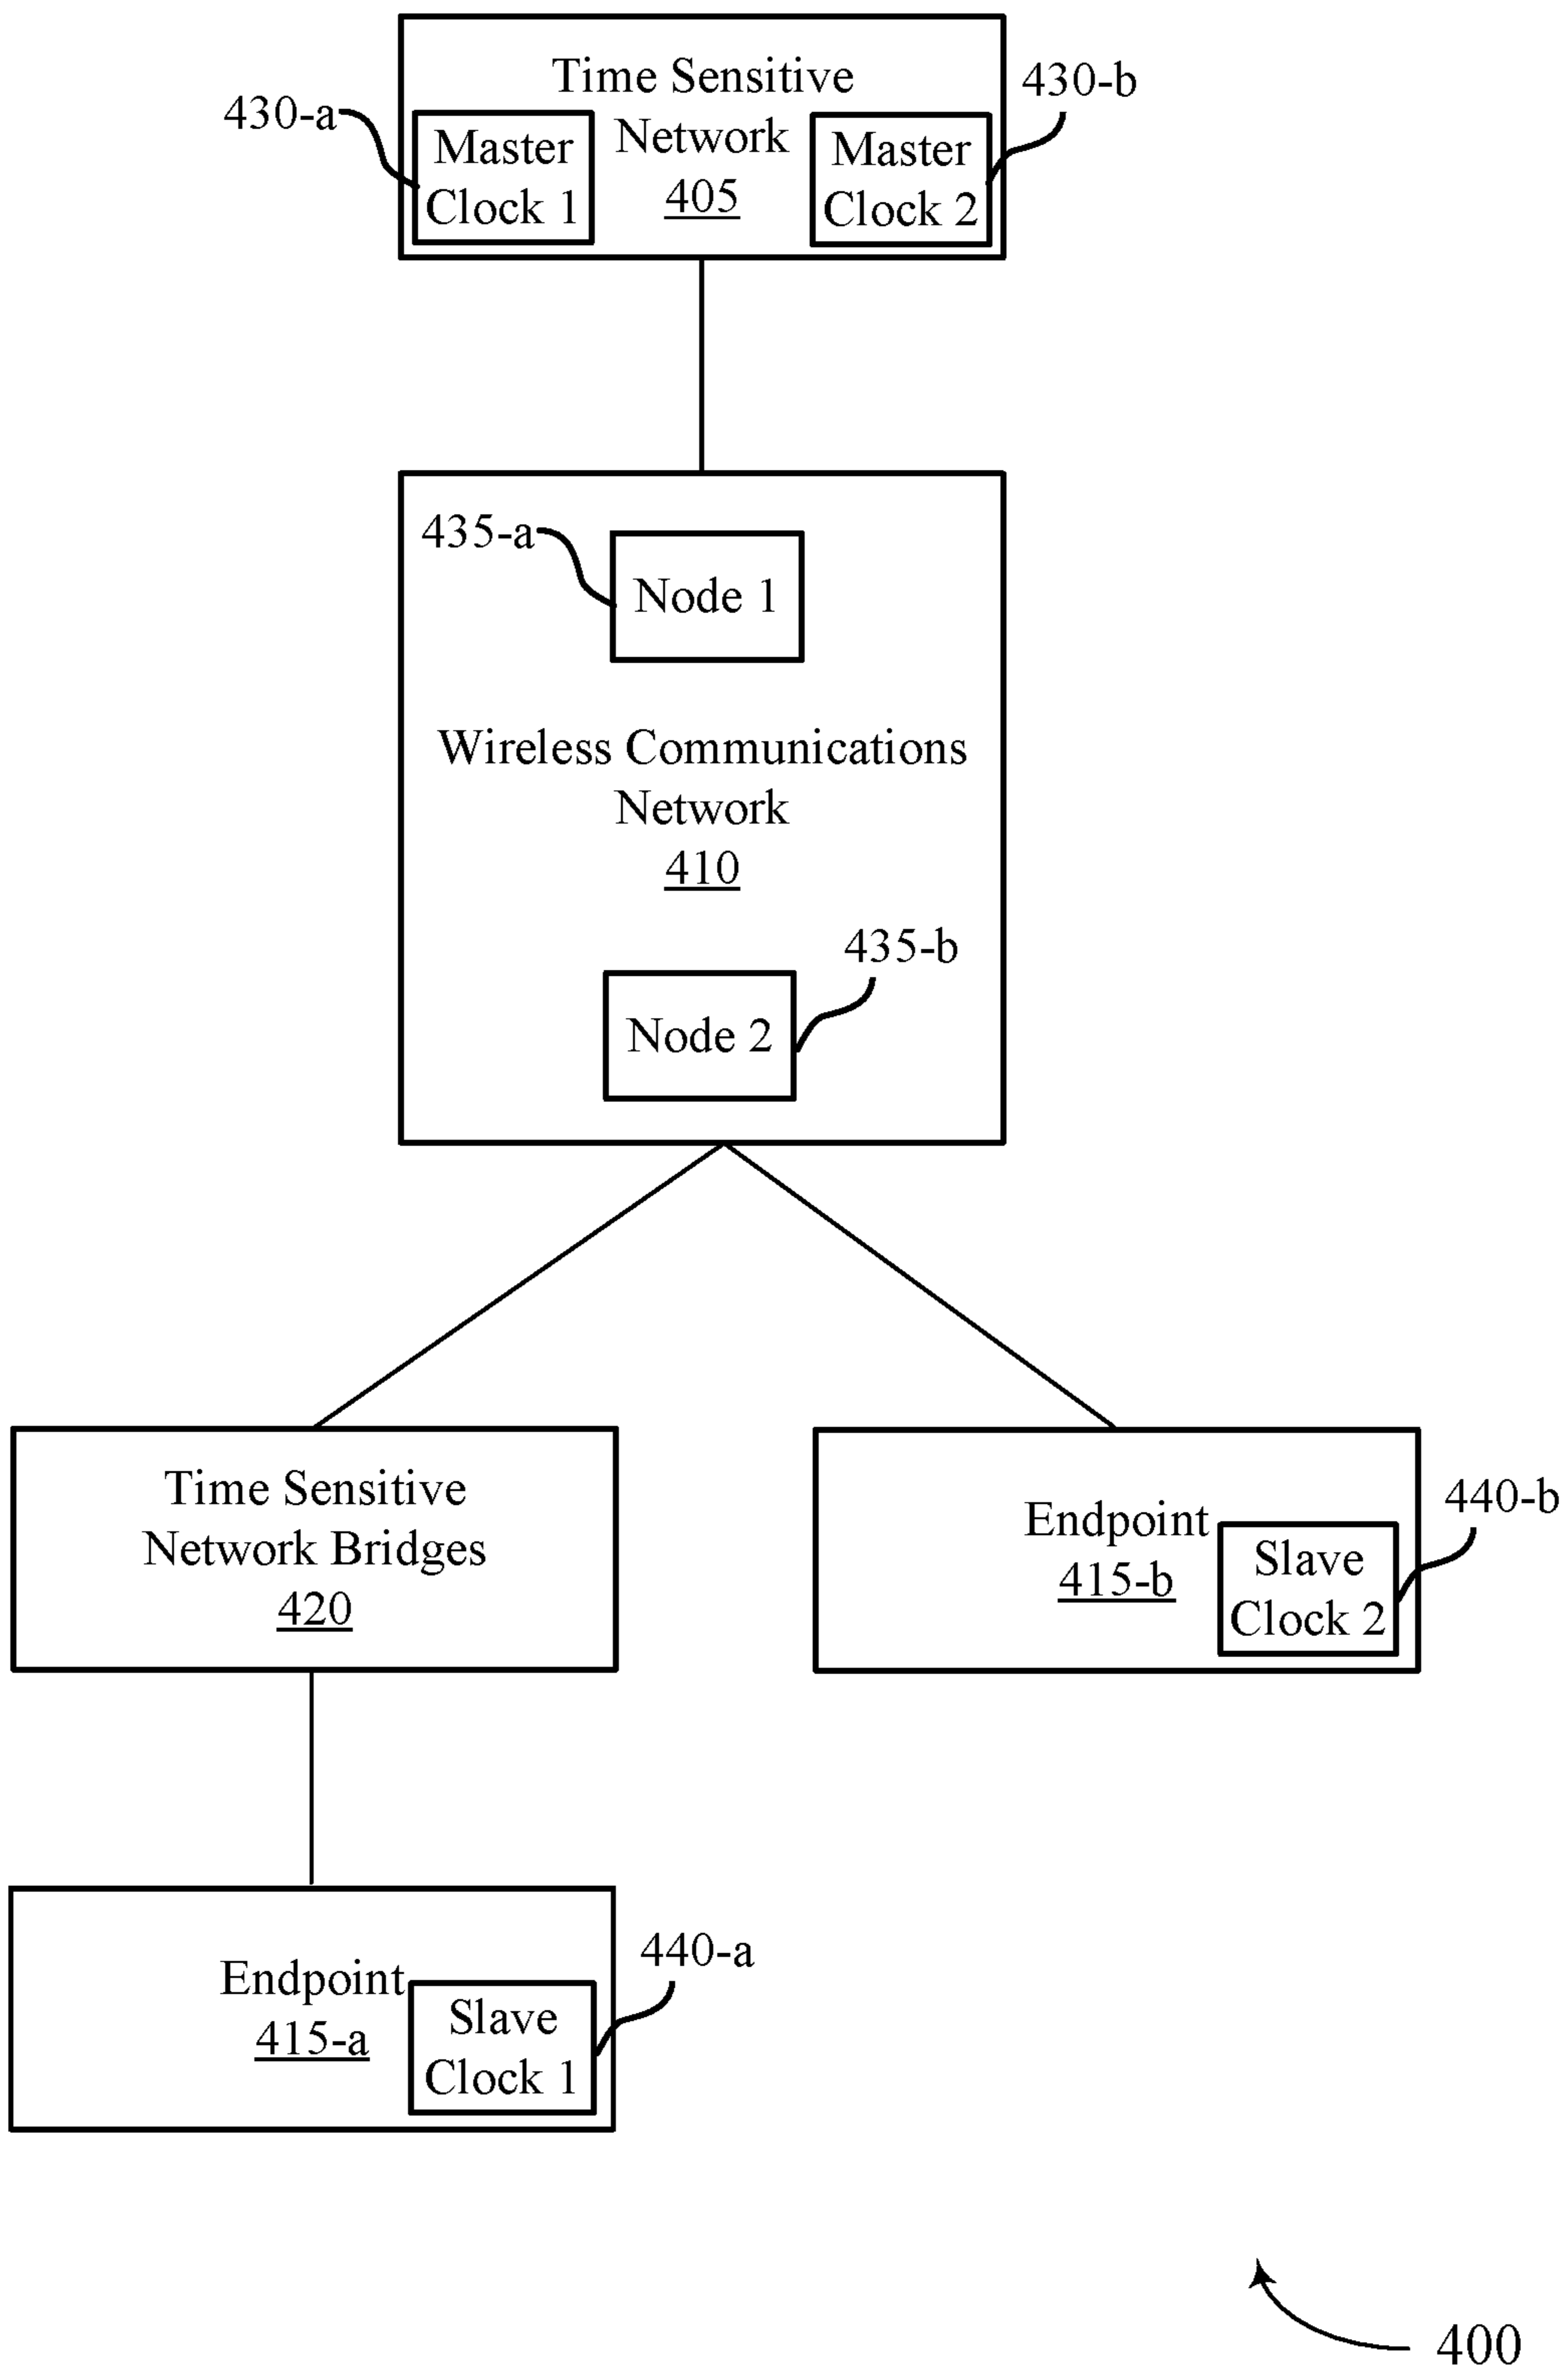 Time Sensitive
Network
405
430-a
Master
Clock 1
430-b
Master
Clock 2
435-a
Node 1
Wireless Communications
Network
410
435-b
Node 2
Time Sensitive
Network Bridges
420
Endpoint
415-b
Slave
Clock 2
440-b
Endpoint
415-a
Slave
Clock 1
440-a
400